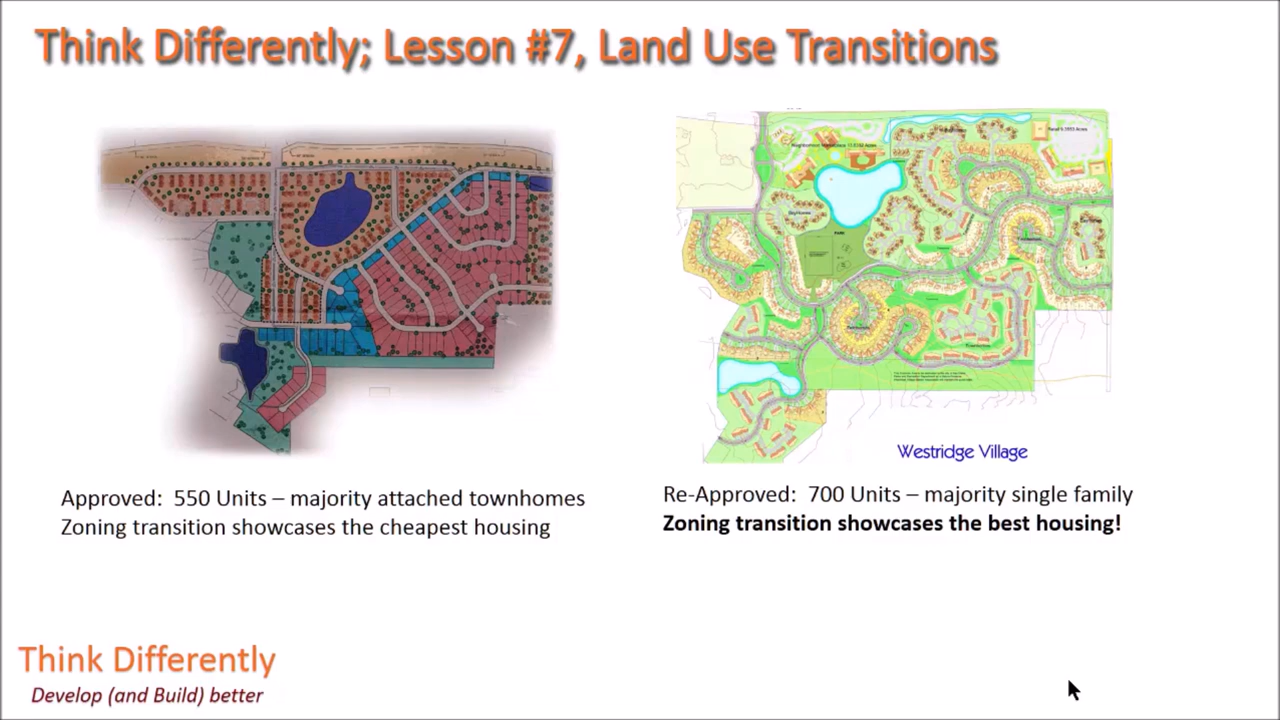 Think Differently; Lesson #7, Land Use Transitions
PARK
Westridge Village
Approved: 550 Units – majority attached townhomes
Zoning transition showcases the cheapest housing
Re-Approved: 700 Units – majority single family
Zoning transition showcases the best housing!
Think Differently
Develop (and Build) better